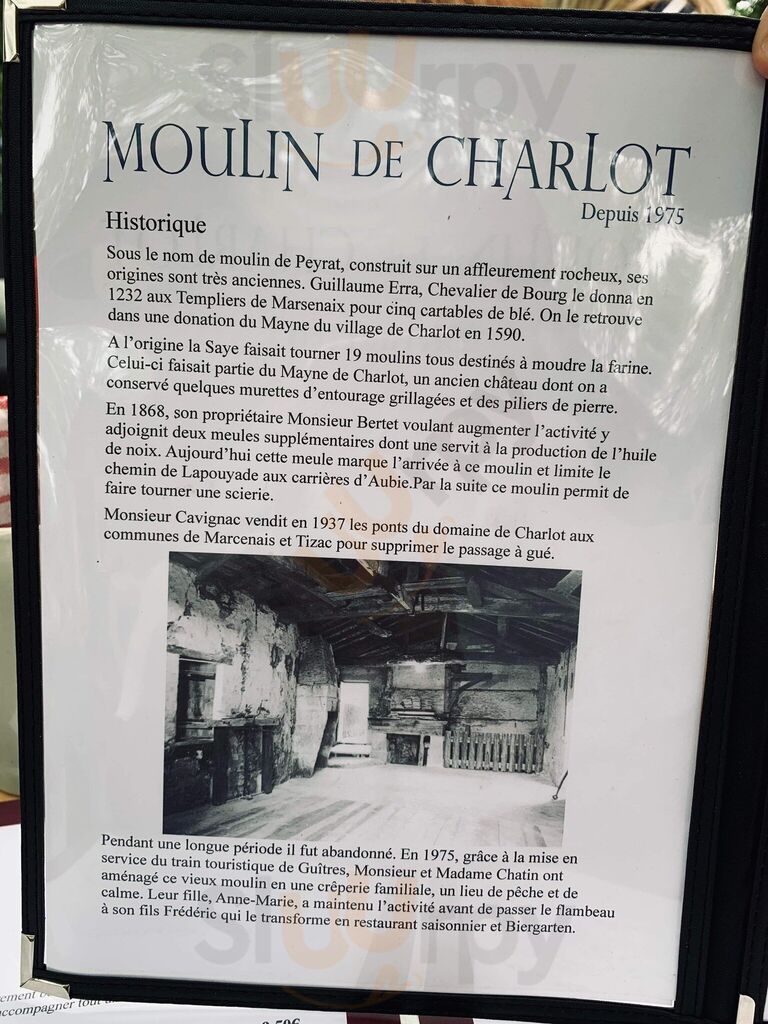 MOULIN DE CHARLOT
Depuis 1975
Historique
Sous le nom de moulin de Peyrat, construit sur un affleurement rocheux, ses
origines sont très anciennes. Guillaume Erra, Chevalier de Bourg le donna en
1232 aux Templiers de Marsenaix pour cinq cartables de blé. On le retrouve
dans une donation du Mayne du village de Charlot en 1590.
A l'origine la Saye faisait tourner 19 moulins tous destinés à moudre la farine.
Celui-ci faisait partie du Mayne de Charlot, un ancien château dont on a
conservé quelques murettes d'entourage grillagées et des piliers de pierre.
En 1868, son propriétaire Monsieur Bertet voulant augmenter l'activité y
adjoignit deux meules supplémentaires dont une servit à la production de l'huile
de noix. Aujourd'hui cette meule marque l'arrivée à ce moulin et limite le
chemin de Lapouyade aux carrières d'Aubie.Par la suite ce moulin permit de
faire tourner une scierie.
Monsieur Cavignac vendit en 1937 les ponts du domaine de Charlot aux
communes de Marcenais et Tizac pour supprimer le passage à gué.
Pendant une longue période il fut abandonné. En 1975, grâce à la mise en
service du train touristique de Guîtres, Monsieur et Madame Chatin ont
aménagé ce vieux moulin en une crêperie familiale, un lieu de pêche et de
calme. Leur fille, Anne-Marie, a maintenu l'activité avant de passer le flambeau
à son fils Frédéric qui le transforme en restaurant saisonnier et Biergarten.
sluurpy
sluurpy
accompagner tout